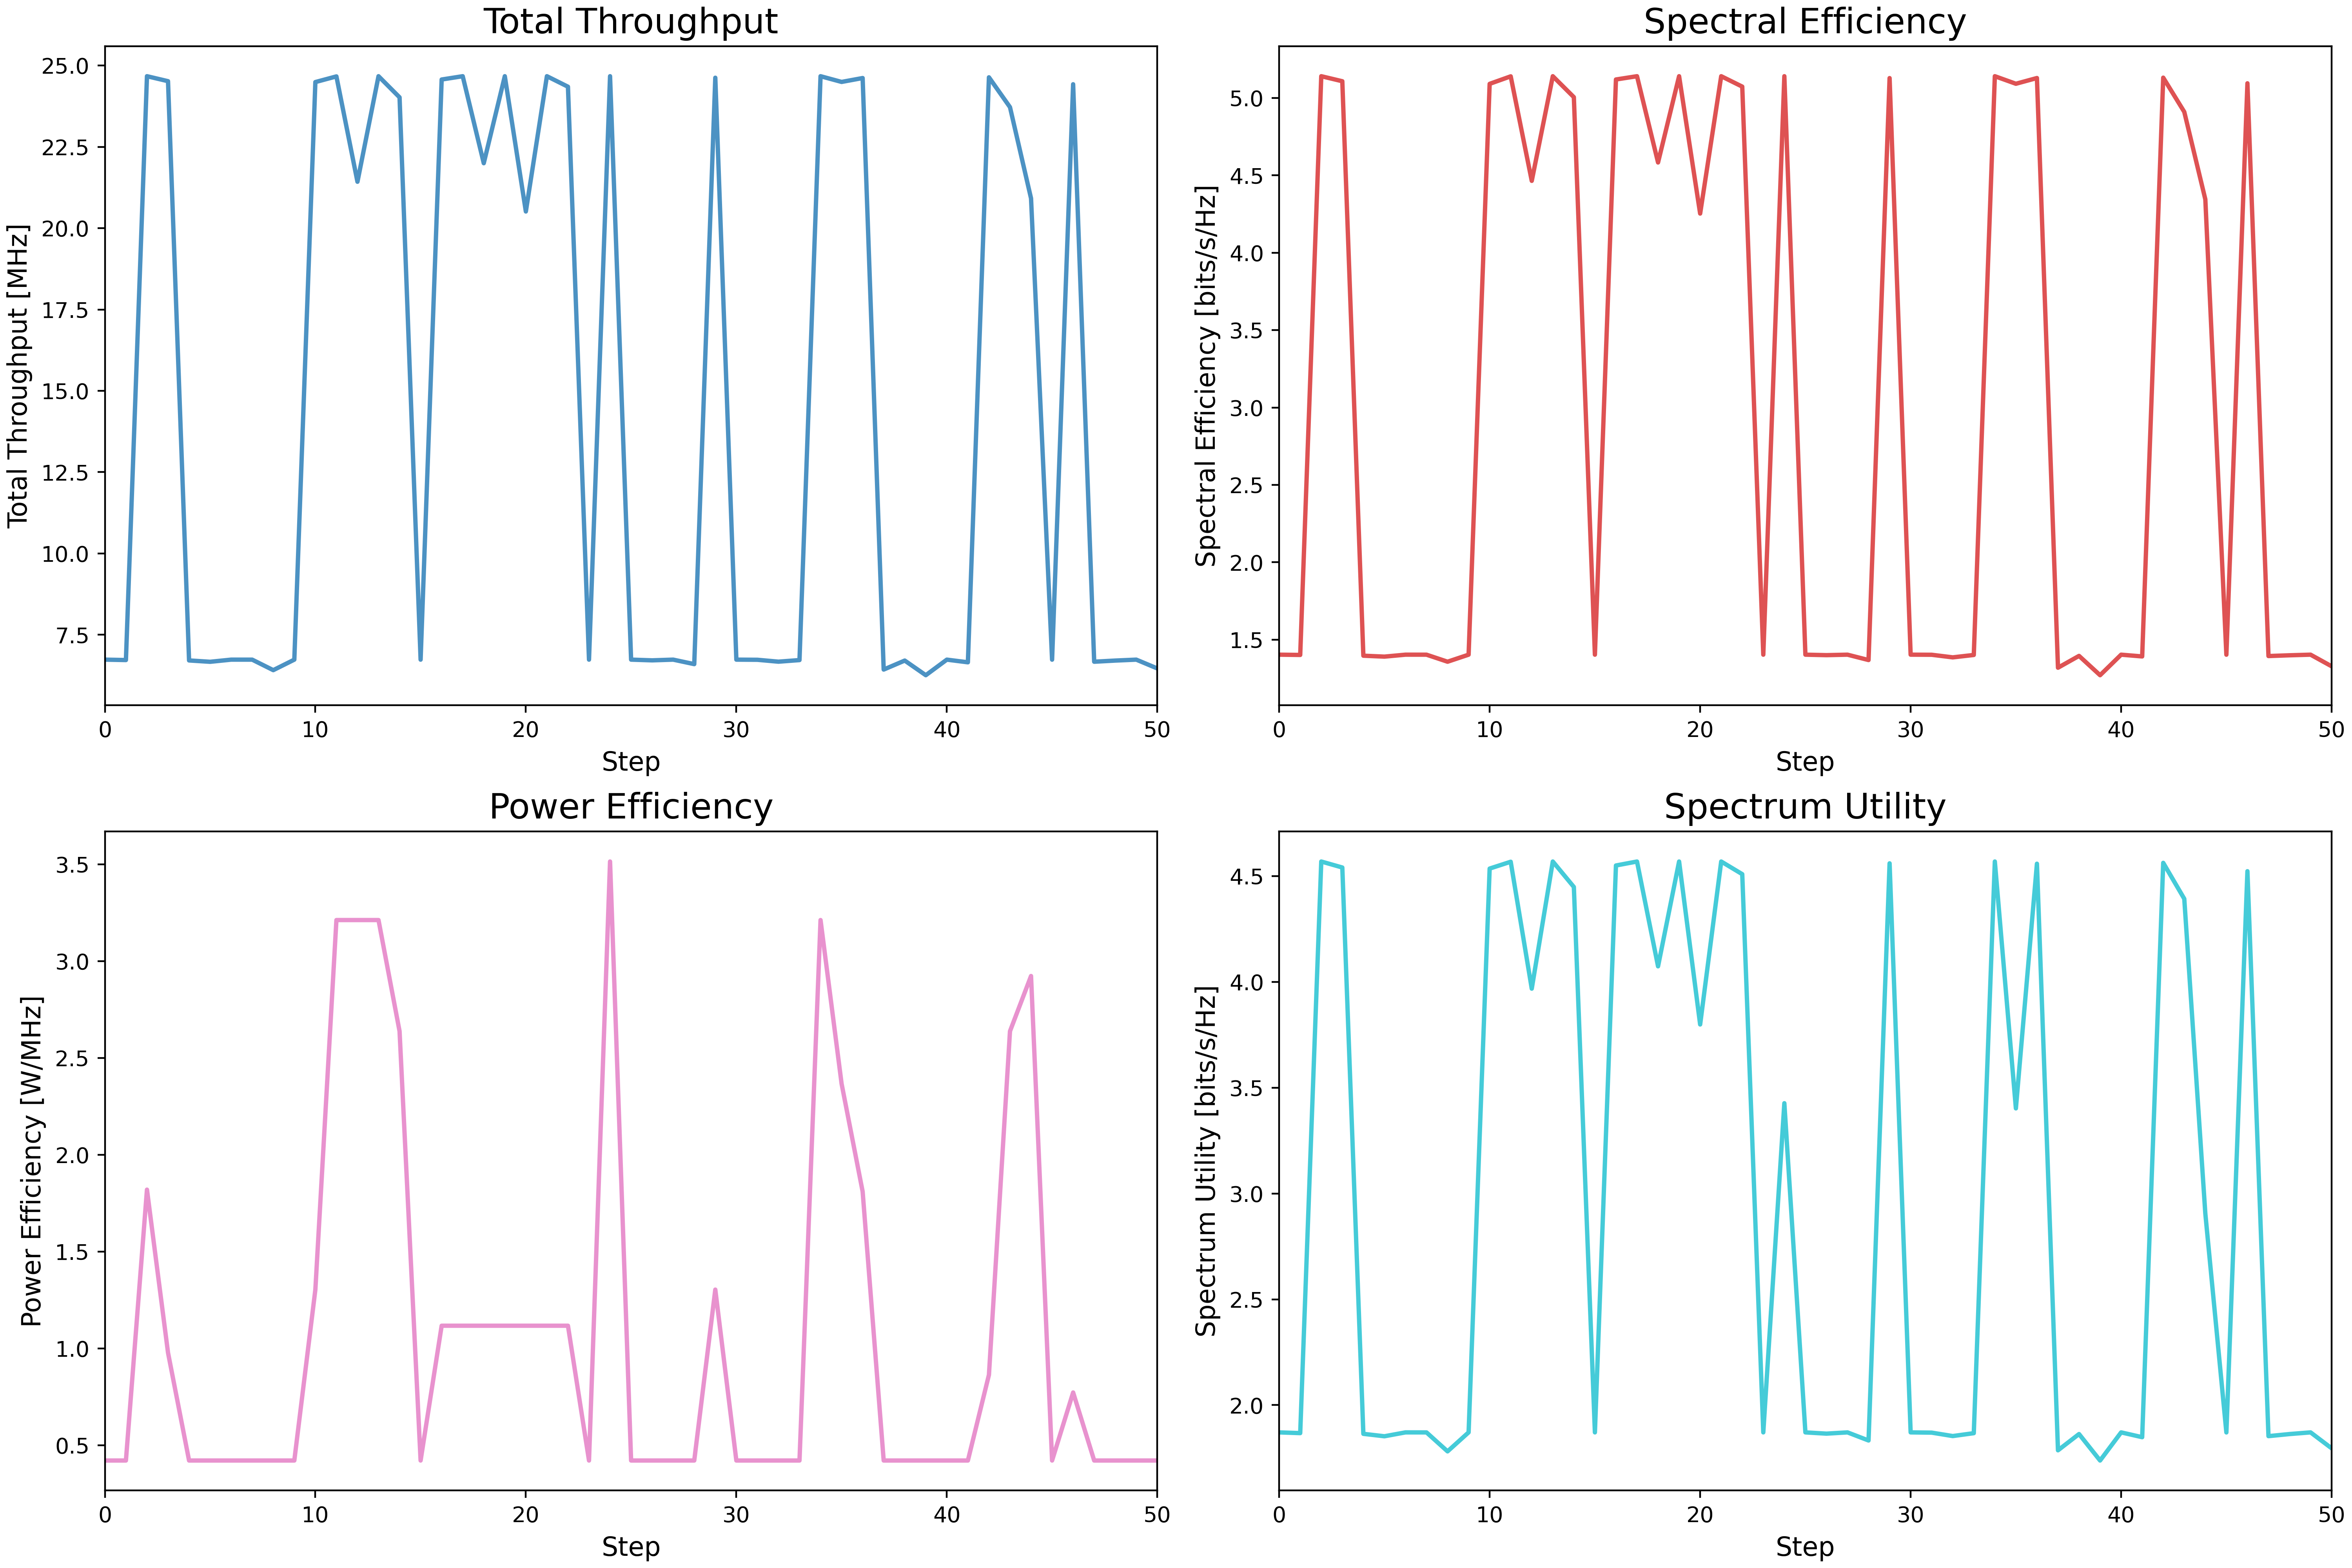 Total Throughput
Total Throughput [MHz]
25.0
22.5
20.0
17.5
15.0
12.5
10.0
7.5
0 10 20 30 40 50
Step
Spectral Efficiency
Spectral Efficiency [bits/s/Hz]
5.0
4.5
4.0
3.5
3.0
2.5
2.0
1.5
0 10 20 30 40 50
Step
Power Efficiency
Power Efficiency [W/MHz]
3.5
3.0
2.5
2.0
1.5
1.0
0.5
0 10 20 30 40 50
Step
Spectrum Utility
Spectrum Utility [bits/s/Hz]
4.5
4.0
3.5
3.0
2.5
2.0
0 10 20 30 40 50
Step